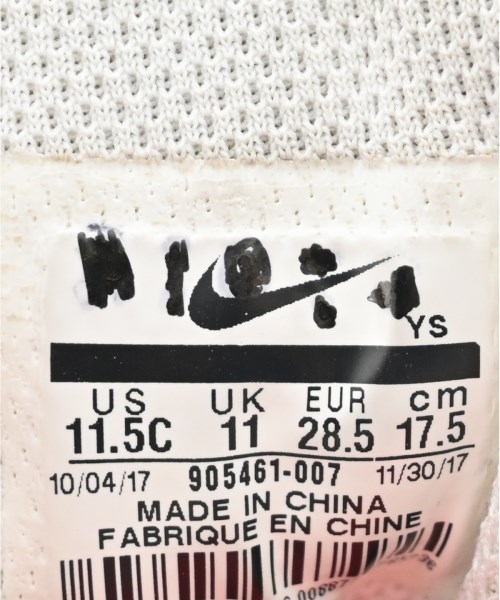 YS
US UK EUR cm
11.5C 11 28.5 17.5
10/04/17 905461-007 11/30/17
MADE IN CHINA
FABRIQUE EN CHINE